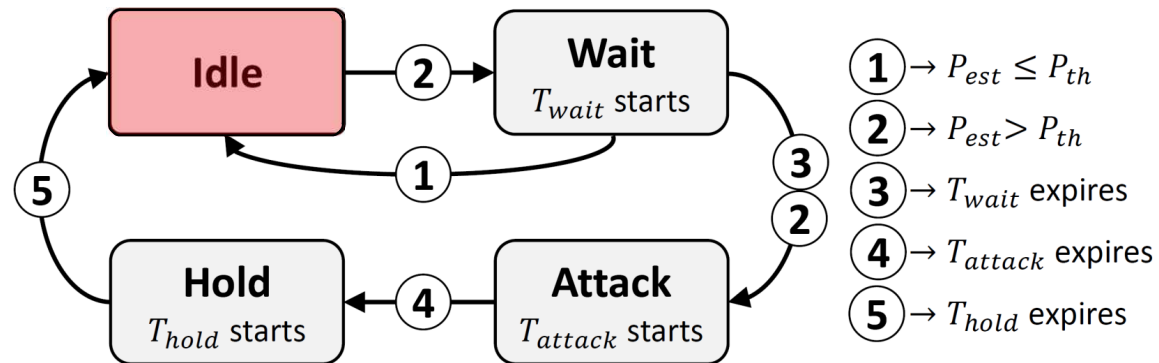 Idle
2
Wait
T_wait starts
1
3
2
5
Hold
T_hold starts
4
Attack
T_attack starts
1 → P_est ≤ P_th
2 → P_est > P_th
3 → T_wait expires
4 → T_attack expires
5 → T_hold expires